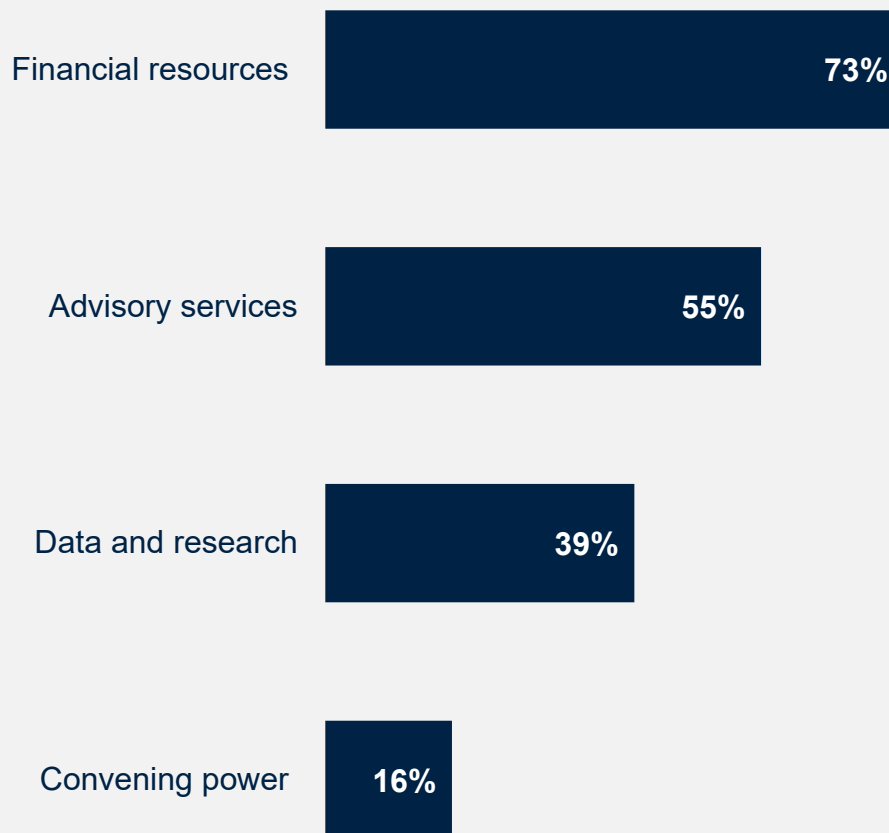 Financial resources 73%
Advisory services 55%
Data and research 39%
Convening power 16%